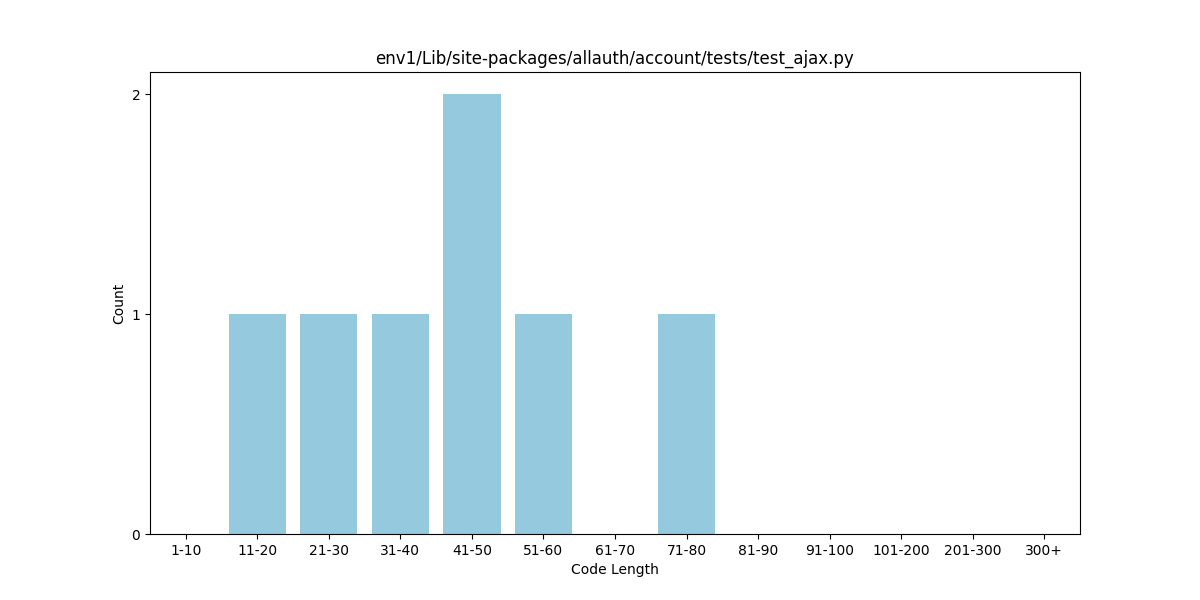 env1/Lib/site-packages/allauth/account/tests/test_ajax.py
2
1
0
Count
1-10 11-20 21-30 31-40 41-50 51-60 61-70 71-80 81-90 91-100 101-200 201-300 300+
Code Length